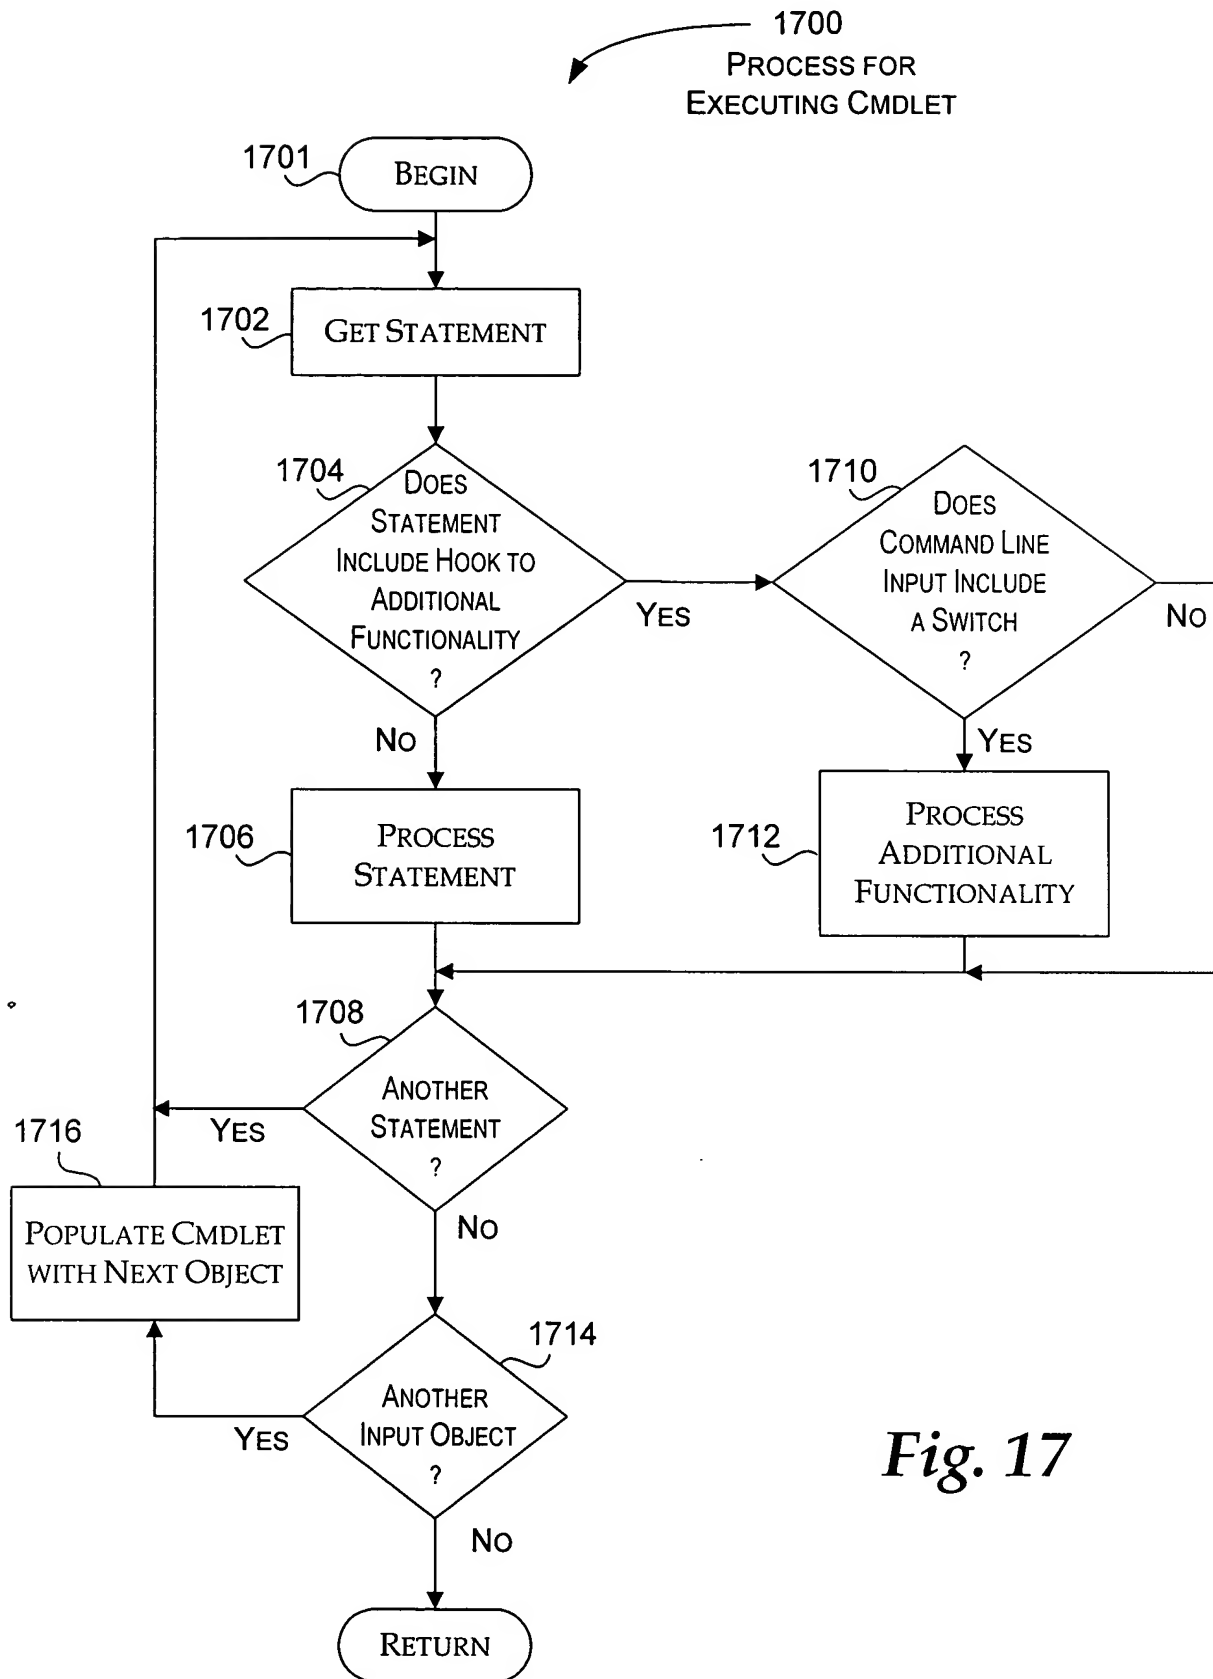 1700
PROCESS FOR
EXECUTING CMDLET
1701
BEGIN
1702
GET STATEMENT
1704
DOES
STATEMENT
INCLUDE HOOK TO
ADDITIONAL
FUNCTIONALITY
?
YES
NO
1710
DOES
COMMAND LINE
INPUT INCLUDE
A SWITCH
?
NO
YES
1706
PROCESS
STATEMENT
1712
PROCESS
ADDITIONAL
FUNCTIONALITY
1708
ANOTHER
STATEMENT
?
YES
NO
1716
POPULATE CMDLET
WITH NEXT OBJECT
1714
ANOTHER
INPUT OBJECT
?
YES
NO
RETURN
Fig. 17